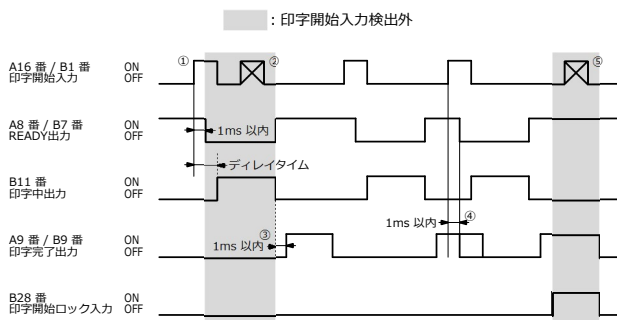 ：印字開始入力検出外
A16 番 / B1 番
印字開始入力
ON
OFF
①
②
⑤
A8 番 / B7 番
READY出力
ON
OFF
1ms 以内
ディレイタイム
B11 番
印字中出力
ON
OFF
1ms 以内
④
A9 番 / B9 番
印字完了出力
ON
OFF
③
1ms 以内
B28 番
印字開始ロック入力
ON
OFF